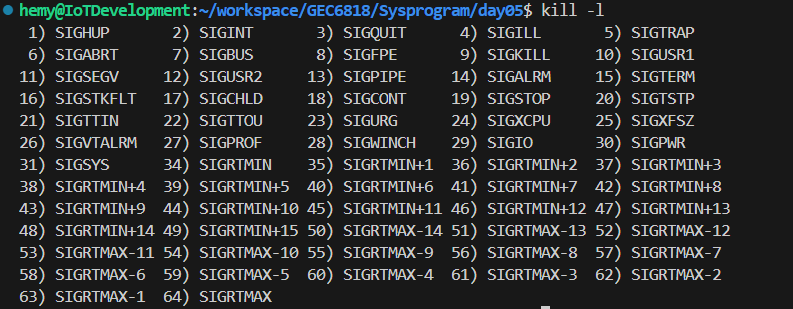 hemy@IoTDevelopment:~/workspace/GEC6818/Sysprogram/day05$ kill -l
 1) SIGHUP       2) SIGINT       3) SIGQUIT      4) SIGILL       5) SIGTRAP
 6) SIGABRT      7) SIGBUS       8) SIGFPE       9) SIGKILL     10) SIGUSR1
11) SIGSEGV     12) SIGUSR2     13) SIGPIPE     14) SIGALRM     15) SIGTERM
16) SIGSTKFLT   17) SIGCHLD     18) SIGCONT     19) SIGSTOP     20) SIGTSTP
21) SIGTTIN     22) SIGTTOU     23) SIGURG      24) SIGXCPU     25) SIGXFSZ
26) SIGVTALRM   27) SIGPROF     28) SIGWINCH    29) SIGIO       30) SIGPWR
31) SIGSYS      34) SIGRTMIN    35) SIGRTMIN+1  36) SIGRTMIN+2  37) SIGRTMIN+3
38) SIGRTMIN+4  39) SIGRTMIN+5  40) SIGRTMIN+6  41) SIGRTMIN+7  42) SIGRTMIN+8
43) SIGRTMIN+9  44) SIGRTMIN+10 45) SIGRTMIN+11 46) SIGRTMIN+12 47) SIGRTMIN+13
48) SIGRTMIN+14 49) SIGRTMIN+15 50) SIGRTMAX-14 51) SIGRTMAX-13 52) SIGRTMAX-12
53) SIGRTMAX-11 54) SIGRTMAX-10 55) SIGRTMAX-9  56) SIGRTMAX-8  57) SIGRTMAX-7
58) SIGRTMAX-6  59) SIGRTMAX-5  60) SIGRTMAX-4  61) SIGRTMAX-3  62) SIGRTMAX-2
63) SIGRTMAX-1  64) SIGRTMAX